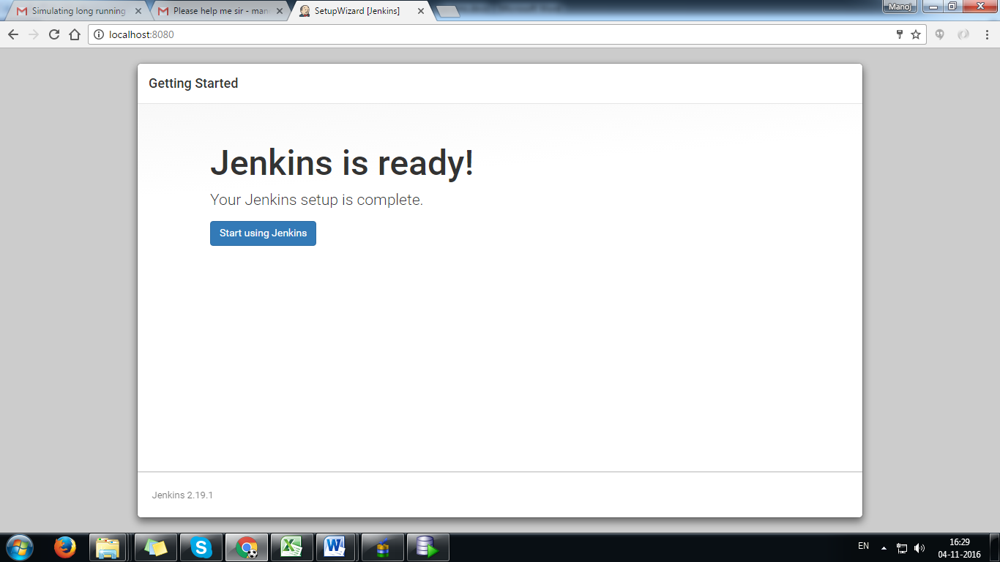 Simulating long running
Please help me sir - man
SetupWizard [Jenkins]
Manoj
localhost:8080
Getting Started
Jenkins is ready!
Your Jenkins setup is complete.
Start using Jenkins
Jenkins 2.19.1
EN
16:29
04-11-2016